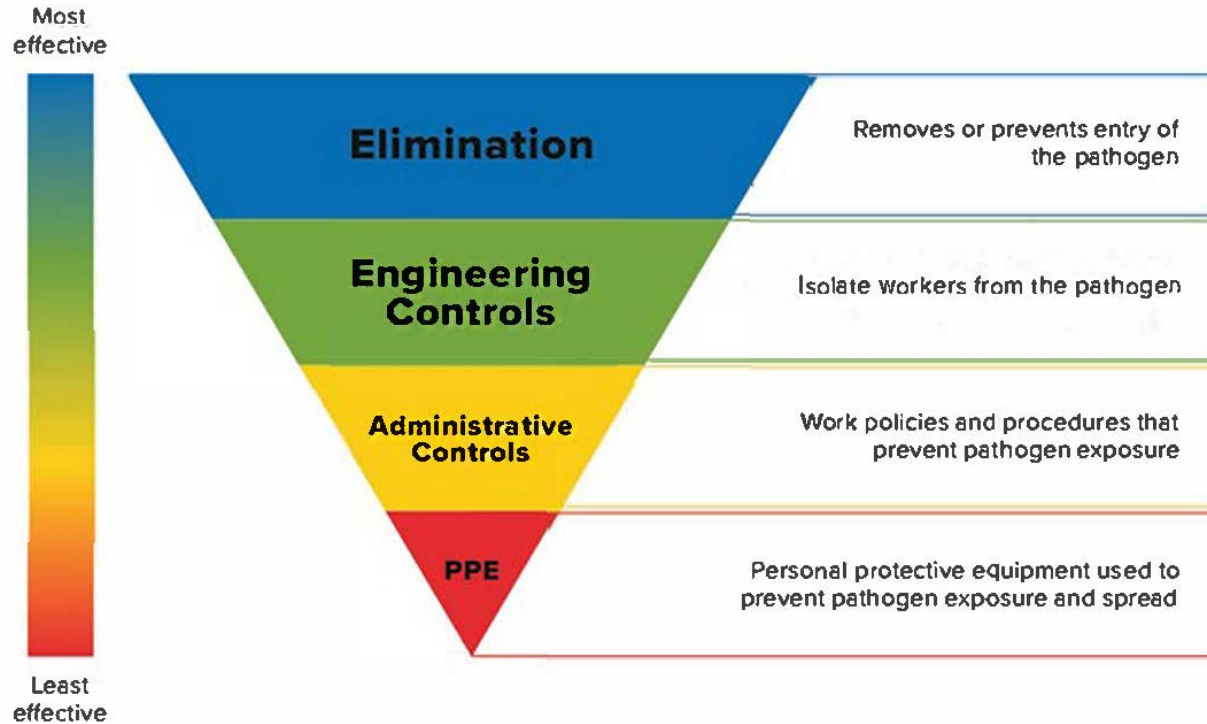 Most
effective
Elimination
Removes or prevents entry of
the pathogen
Engineering
Controls
Isolate workers from the pathogen
Administrative
Controls
Work policies and procedures that
prevent pathogen exposure
PPE
Personal protective equipment used to
prevent pathogen exposure and spread
Least
effective